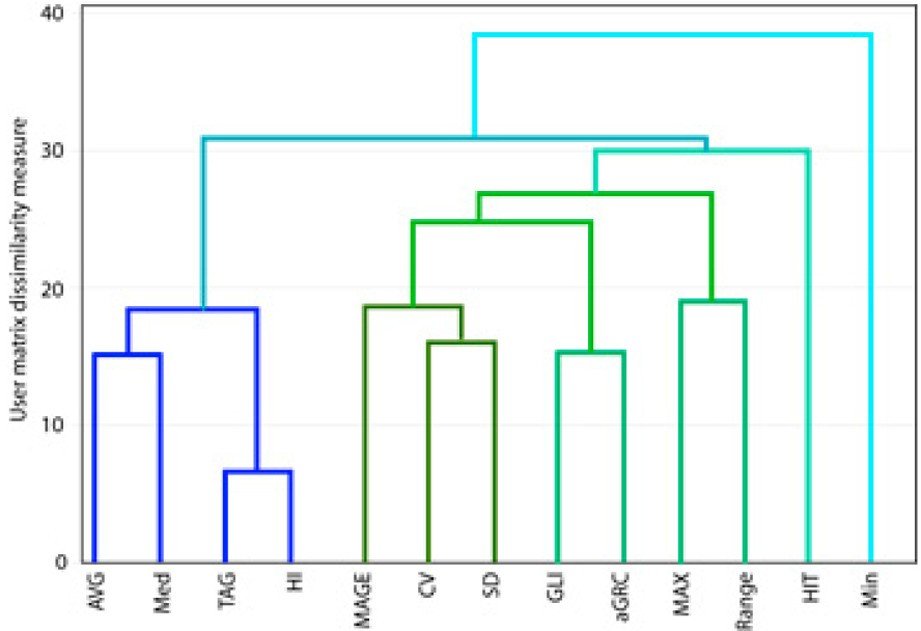 40
30
20
10
0
User matrix dissimilarity measure
AVG
Med
TAG
HI
MAGE
CV
SD
GLI
aGRC
MAX
Range
HIT
Min